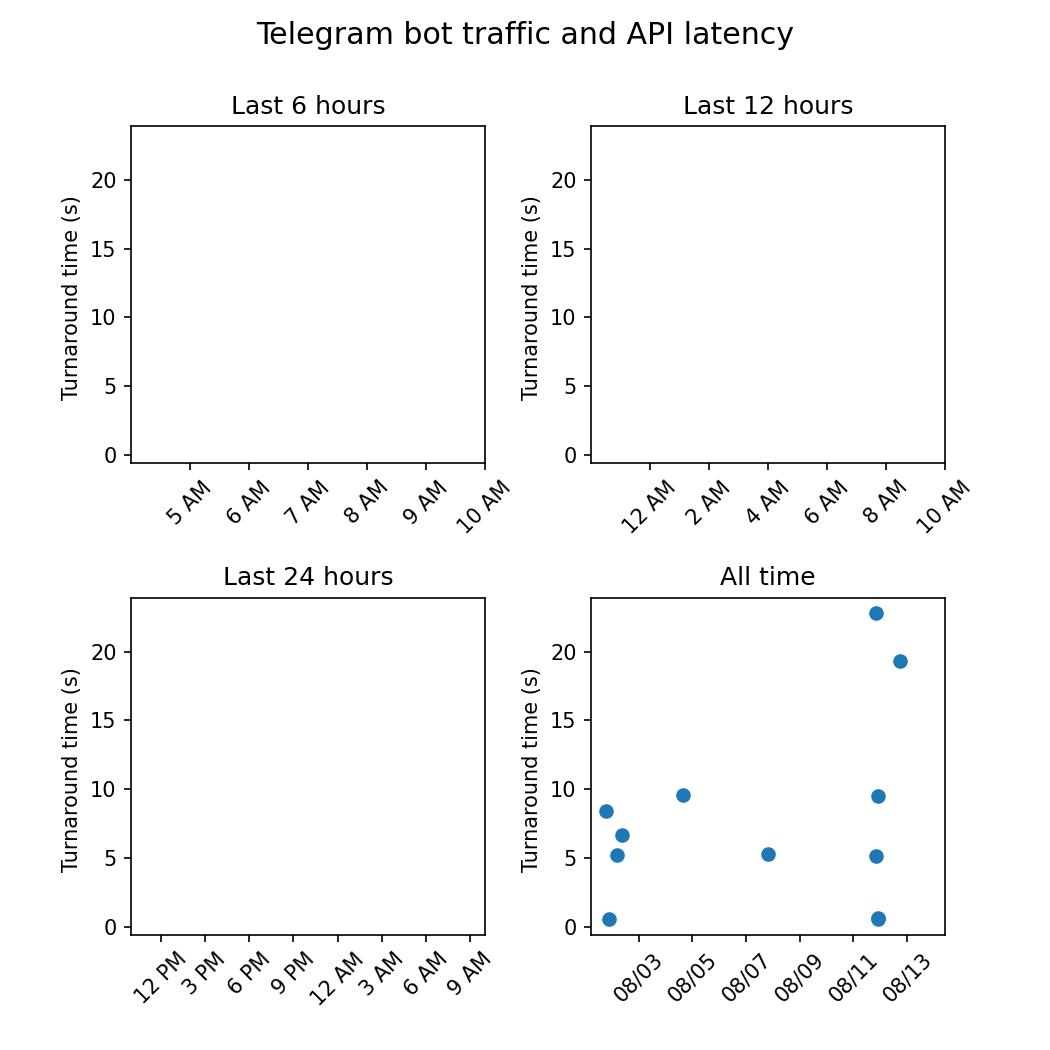 Telegram bot traffic and API latency
Last 6 hours
Turnaround time (s)
20
15
10
5
0
5 AM
6 AM
7 AM
8 AM
9 AM
10 AM
Last 12 hours
Turnaround time (s)
20
15
10
5
0
12 AM
2 AM
4 AM
6 AM
8 AM
10 AM
Last 24 hours
Turnaround time (s)
20
15
10
5
0
12 PM
3 PM
6 PM
9 PM
12 AM
3 AM
6 AM
9 AM
All time
Turnaround time (s)
20
15
10
5
0
08/03
08/05
08/07
08/09
08/11
08/13